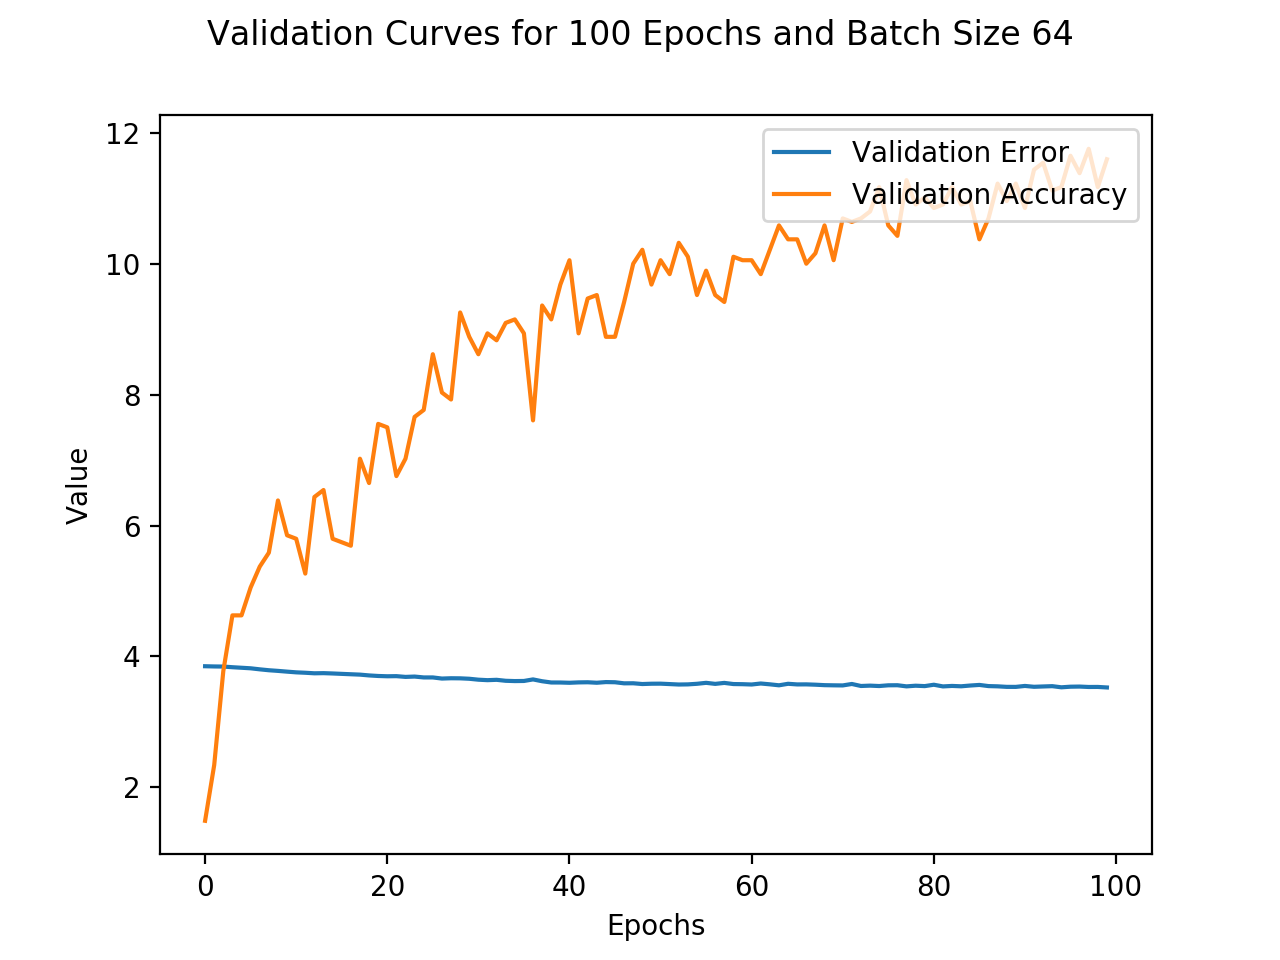 Validation Curves for 100 Epochs and Batch Size 64
12
Validation Error
Validation Accuracy
10
8
Value
6
4
2
0 20 40 60 80 100
Epochs